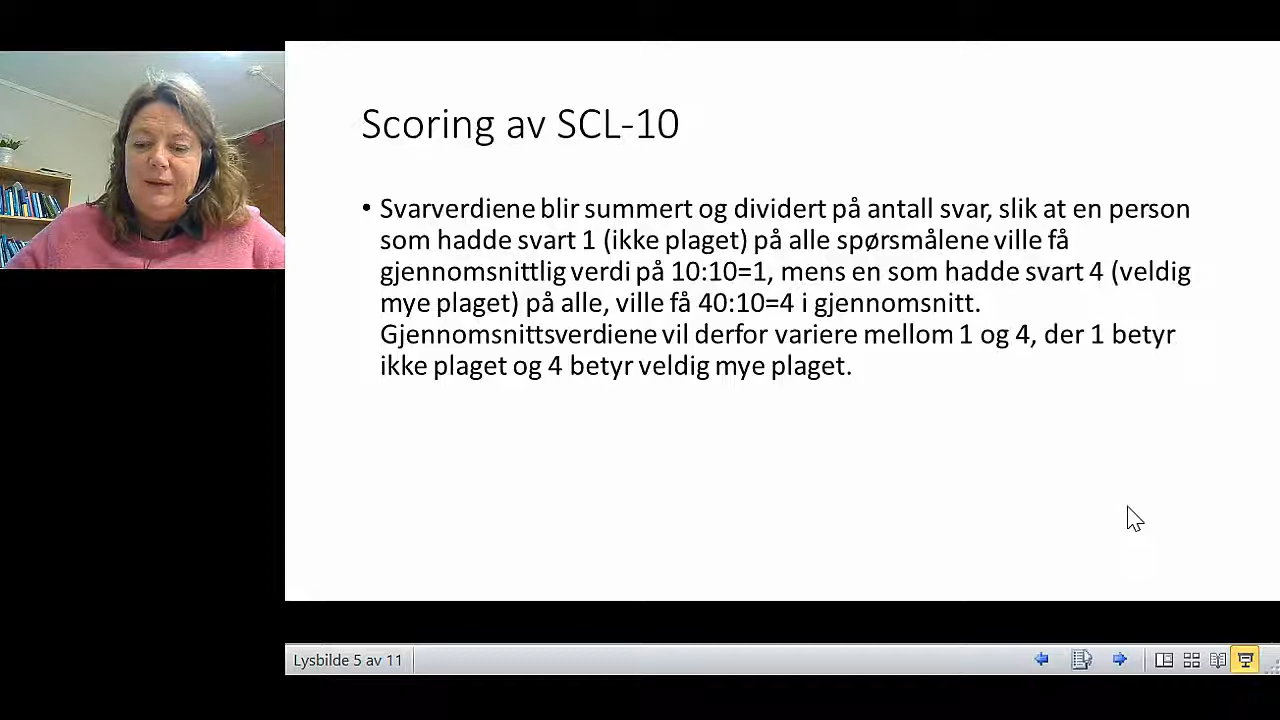 Scoring av SCL-10
• Svarverdiene blir summert og dividert på antall svar, slik at en person
som hadde svart 1 (ikke plaget) på alle spørsmålene ville få
gjennomsnittlig verdi på 10:10=1, mens en som hadde svart 4 (veldig
mye plaget) på alle, ville få 40:10=4 i gjennomsnitt.
Gjennomsnittsverdiene vil derfor variere mellom 1 og 4, der 1 betyr
ikke plaget og 4 betyr veldig mye plaget.
Lysbilde 5 av 11